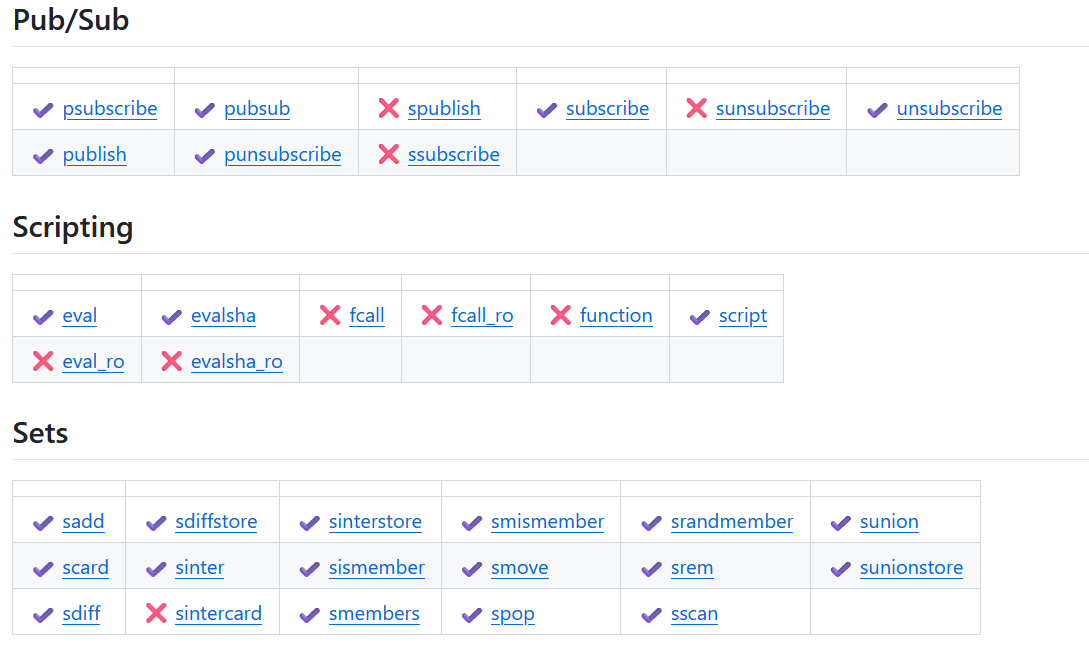 Pub/Sub
✔ psubscribe ✔ pubsub ❌ spublish ✔ subscribe ❌ sunsubscribe ✔ unsubscribe
✔ publish ✔ punsubscribe ❌ ssubscribe
Scripting
✔ eval ✔ evalsha ❌ fcall ❌ fcall_ro ❌ function ✔ script
❌ eval_ro ❌ evalsha_ro
Sets
✔ sadd ✔ sdiffstore ✔ sinterstore ✔ smismember ✔ srandmember ✔ sunion
✔ scard ✔ sinter ✔ sismember ✔ smove ✔ srem ✔ sunionstore
✔ sdiff ❌ sintercard ✔ smembers ✔ spop ✔ sscan